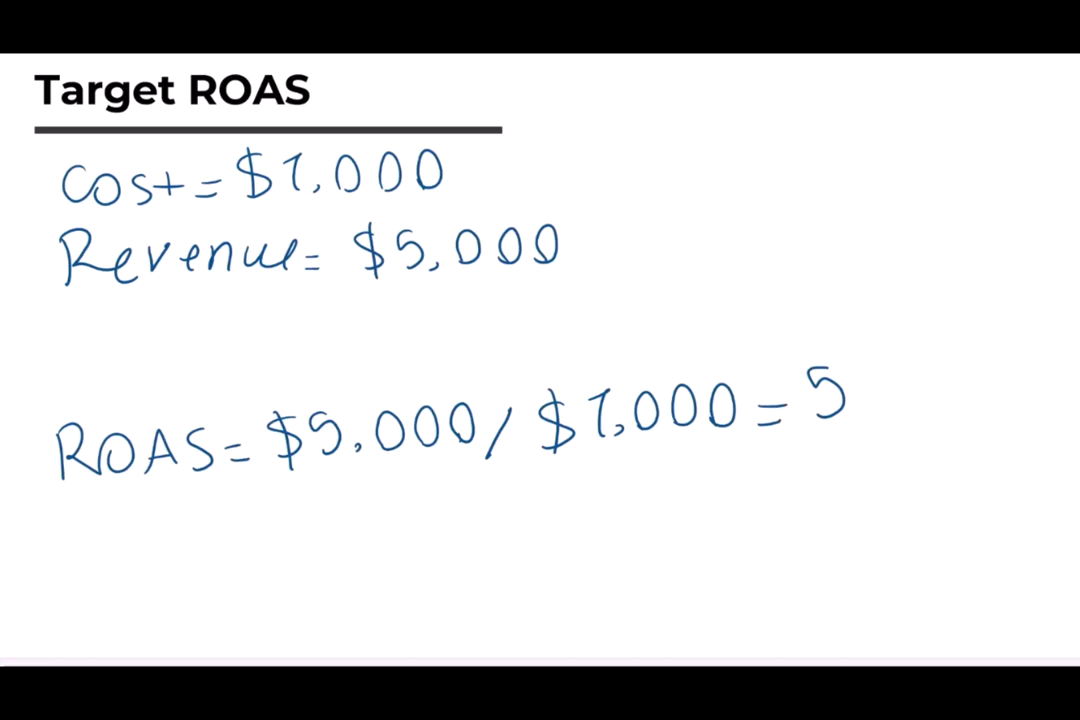 Target ROAS
Cost = $1,000
Revenue = $5,000
ROAS = $5,000 / $1,000 = 5